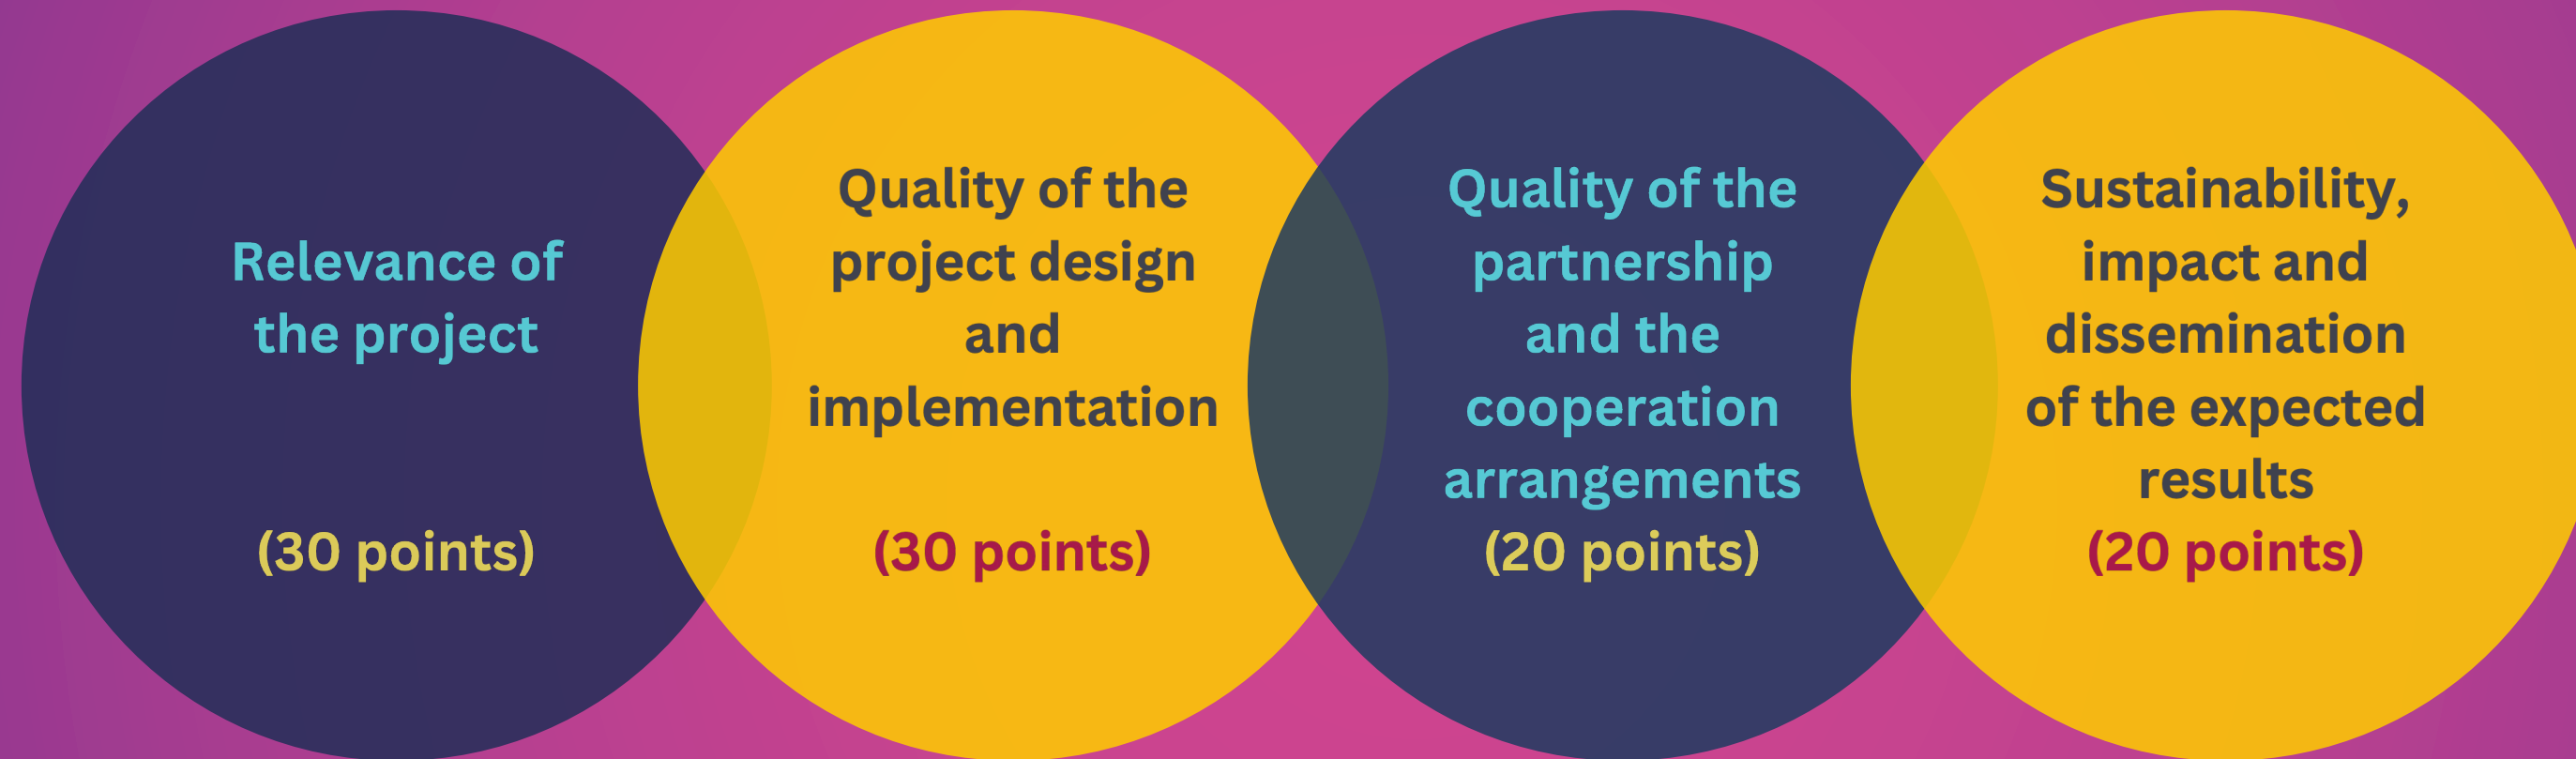 Relevance of
the project
(30 points)
Quality of the
project design
and
implementation
(30 points)
Quality of the
partnership
and the
cooperation
arrangements
(20 points)
Sustainability,
impact and
dissemination
of the expected
results
(20 points)